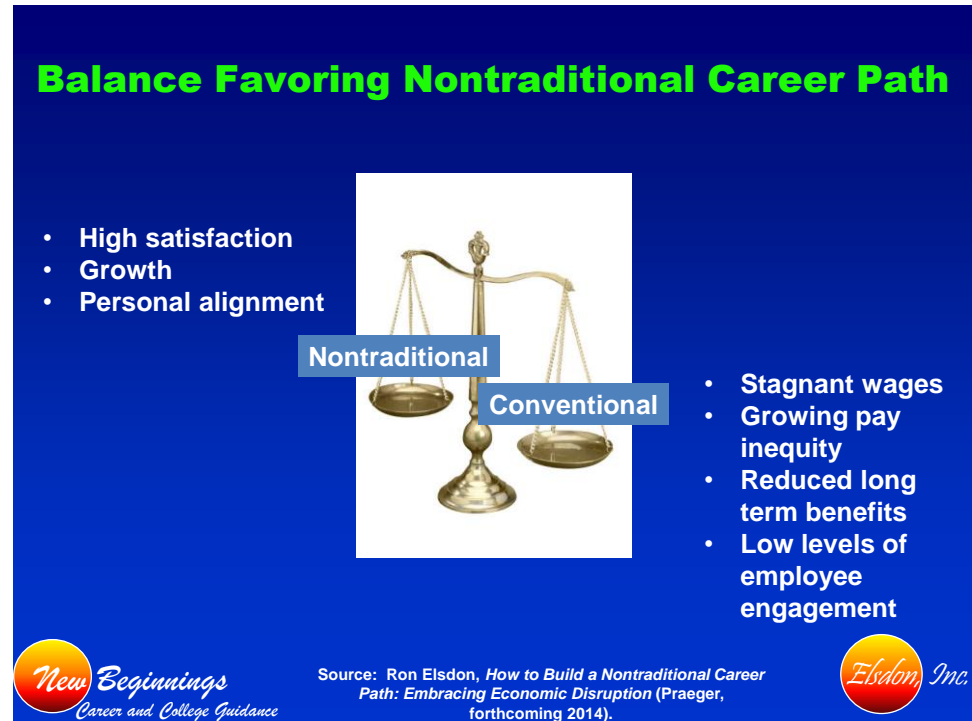 Balance Favoring Nontraditional Career Path
• High satisfaction
• Growth
• Personal alignment
Nontraditional
Conventional
• Stagnant wages
• Growing pay
inequity
• Reduced long
term benefits
• Low levels of
employee
engagement
New Beginnings
Career and College Guidance
Source: Ron Elsdon, How to Build a Nontraditional Career
Path: Embracing Economic Disruption (Praeger,
forthcoming 2014).
Elsdon, Inc.